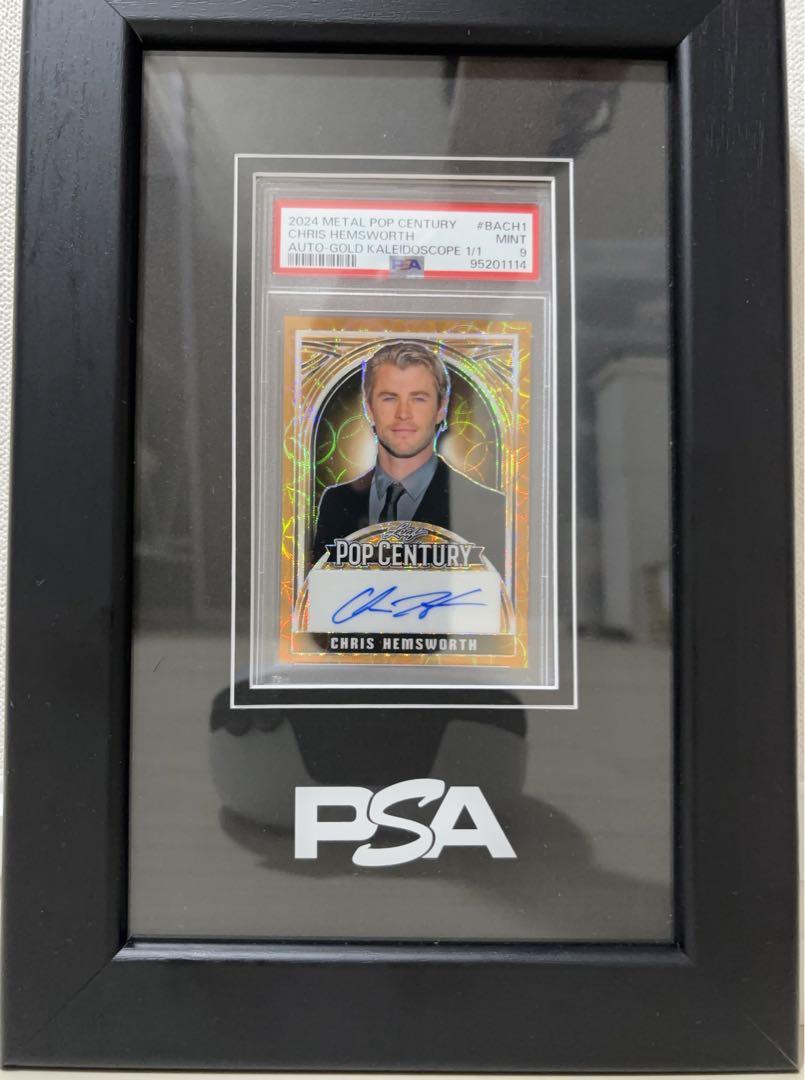 2024 METAL POP CENTURY #BACH1
CHRIS HEMSWORTH MINT
AUTO-GOLD KALEIDOSCOPE 1/1 9
PSA 95201114
Leaf
POP CENTURY
CHRIS HEMSWORTH
PSA